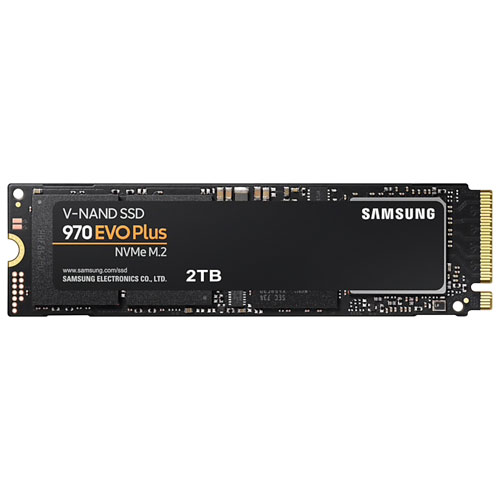 V-NAND SSD
970 EVO Plus
NVMe M.2
www.samsung.com/ssd
SAMSUNG ELECTRONICS CO., LTD.
2TB
SAMSUNG